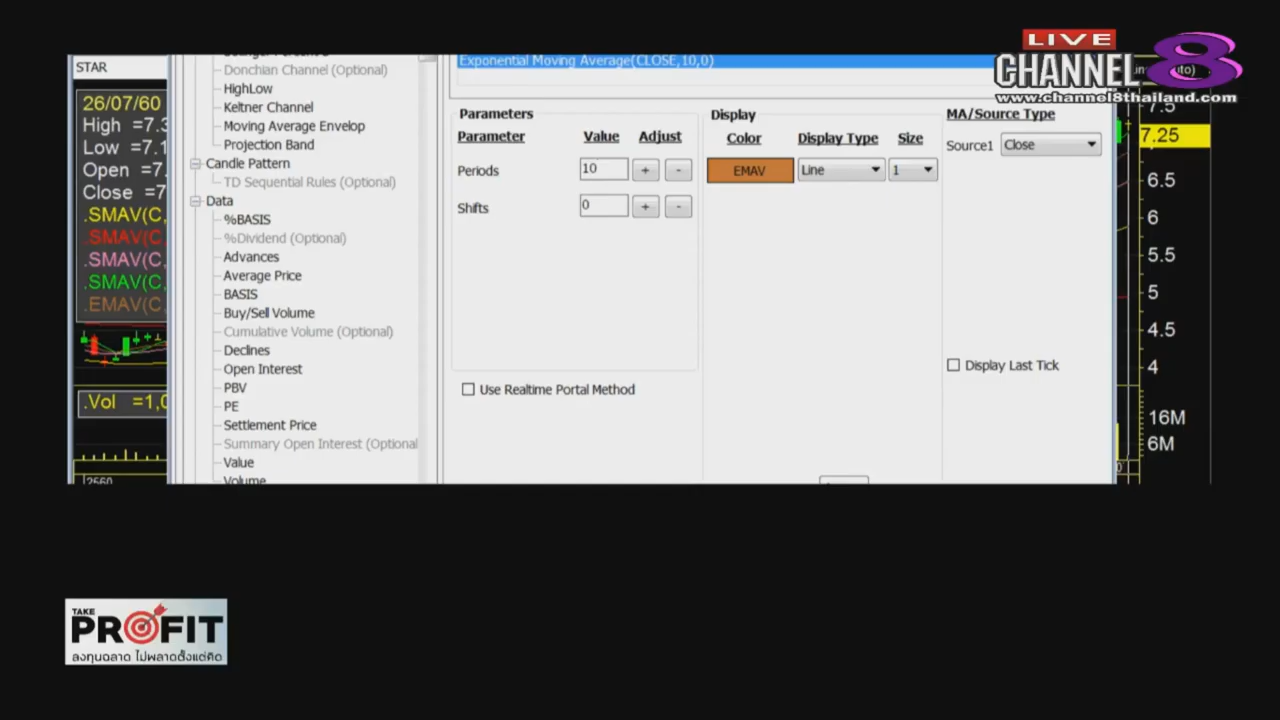 LIVE
CHANNEL 8
www.channel8thailand.com
STAR
26/07/60
High =7.3
Low =7.1
Open =7.
Close =7
.SMAV(C,
.SMAV(C,
.SMAV(C,
.SMAV(C,
.EMAV(C,
.Vol =1,0
2560
Donchian Channel (Optional)
HighLow
Keltner Channel
Moving Average Envelop
Projection Band
Candle Pattern
TD Sequential Rules (Optional)
Data
%BASIS
%Dividend (Optional)
Advances
Average Price
BASIS
Buy/Sell Volume
Cumulative Volume (Optional)
Declines
Open Interest
PBV
PE
Settlement Price
Summary Open Interest (Optional
Value
Volume
Exponential Moving Average(CLOSE,10,0)
Parameters
Parameter Value Adjust
Periods 10 + -
Shifts 0 + -
Use Realtime Portal Method
Display
Color Display Type Size
EMAV Line 1
MA/Source Type
Source1 Close
Display Last Tick
7.5
7.25
6.5
6
5.5
5
4.5
4
16M
6M
TAKE
PROFIT
ลงทุนฉลาด ไม่พลาดตั้งแต่คิด